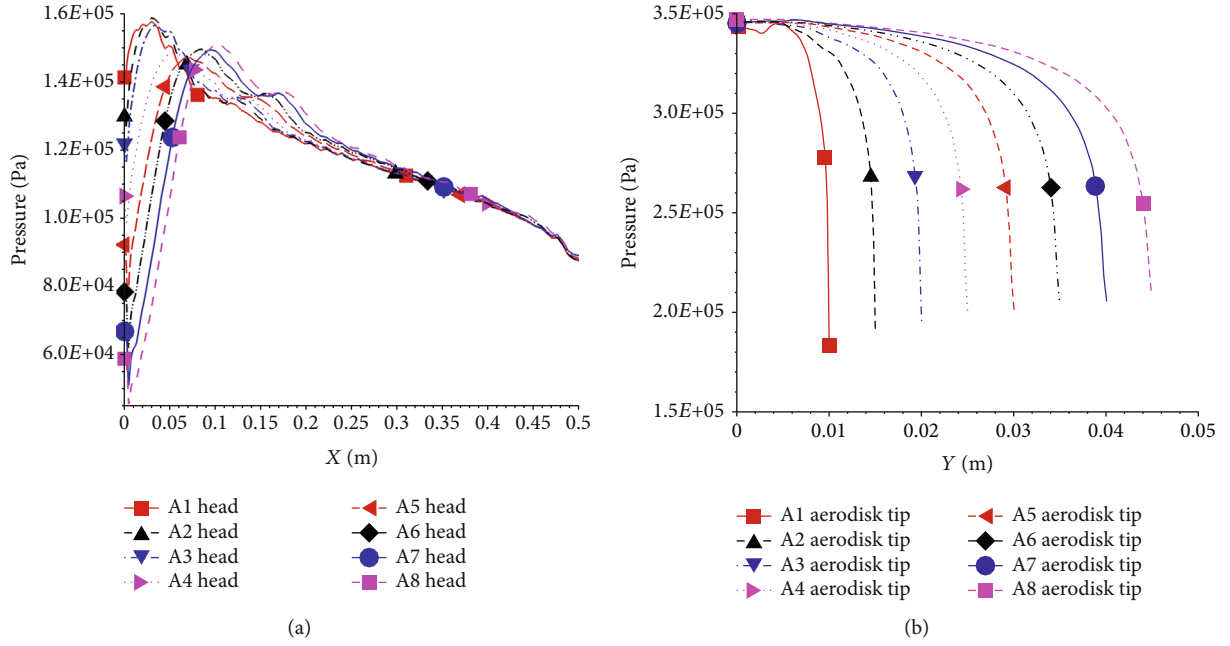 1.6E+05
1.4E+05
1.2E+05
1.0E+05
8.0E+04
6.0E+04
Pressure (Pa)
0 0.05 0.1 0.15 0.2 0.25 0.3 0.35 0.4 0.45 0.5
X (m)
A1 head
A2 head
A3 head
A4 head
A5 head
A6 head
A7 head
A8 head
(a)
3.5E+05
3.0E+05
2.5E+05
2.0E+05
1.5E+05
Pressure (Pa)
0 0.01 0.02 0.03 0.04 0.05
Y (m)
A1 aerodisk tip
A2 aerodisk tip
A3 aerodisk tip
A4 aerodisk tip
A5 aerodisk tip
A6 aerodisk tip
A7 aerodisk tip
A8 aerodisk tip
(b)